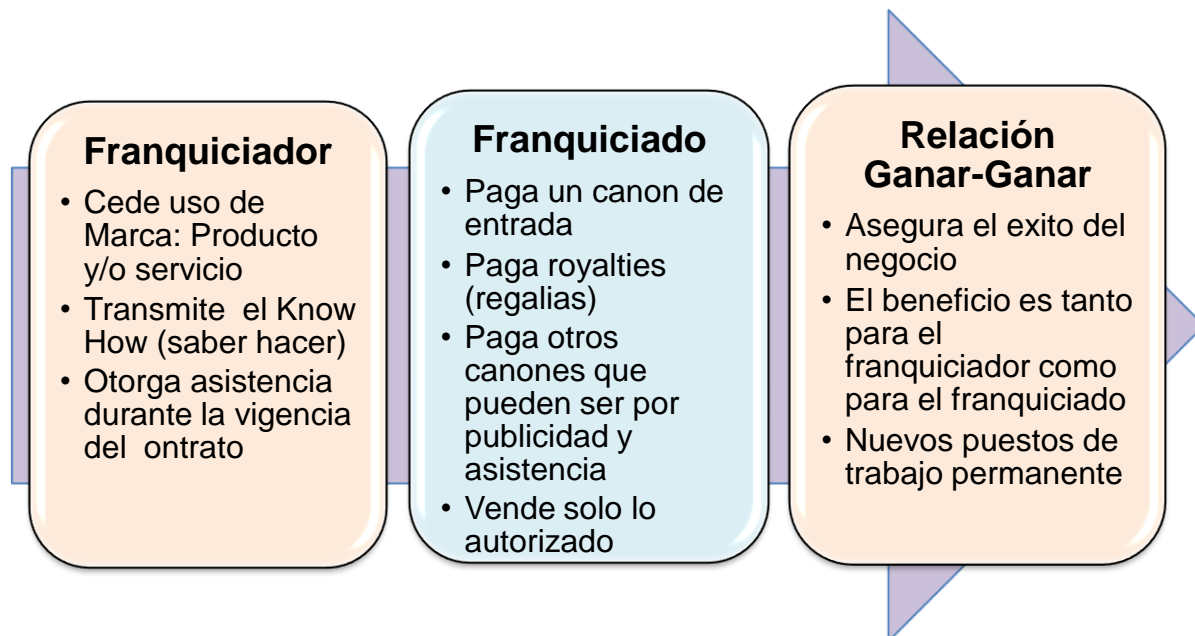 Franquiciador
• Cede uso de
Marca: Producto
y/o servicio
• Transmite el Know
How (saber hacer)
• Otorga asistencia
durante la vigencia
del ontrato
Franquiciado
• Paga un canon de
entrada
• Paga royalties
(regalias)
• Paga otros
canones que
pueden ser por
publicidad y
asistencia
• Vende solo lo
autorizado
Relación
Ganar-Ganar
• Asegura el exito del
negocio
• El beneficio es tanto
para el
franquiciador como
para el franquiciado
• Nuevos puestos de
trabajo permanente